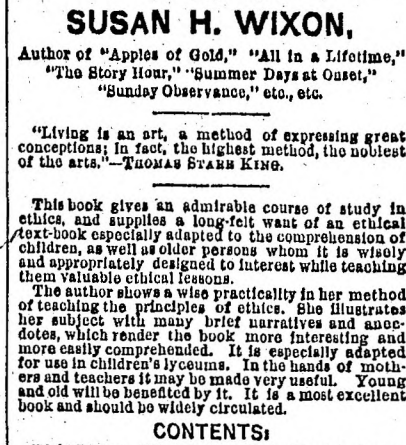 SUSAN H. WIXON,
Author of "Apples of Gold," "All in a Lifetime,"
"The Story Hour," "Summer Days at Onset,"
"Sunday Observance," etc., etc.
"Living is an art, a method of expressing great
conceptions; in fact, the highest method, the noblest
of the arts."—THOMAS STARR KING.
This book gives an admirable course of study in
ethics, and supplies a long-felt want of an ethical
text-book especially adapted to the comprehension of
children, as well as older persons whom it is wisely
and appropriately designed to interest while teaching
them valuable ethical lessons.
The author shows a wise practicality in her method
of teaching the principles of ethics. She illustrates
her subject with many brief narratives and anec-
dotes, which render the book more interesting and
more easily comprehended. It is especially adapted
for use in children's lyceums. In the hands of moth-
ers and teachers it may be made very useful. Young
and old will be benefited by it. It is a most excellent
book and should be widely circulated.
CONTENTS: